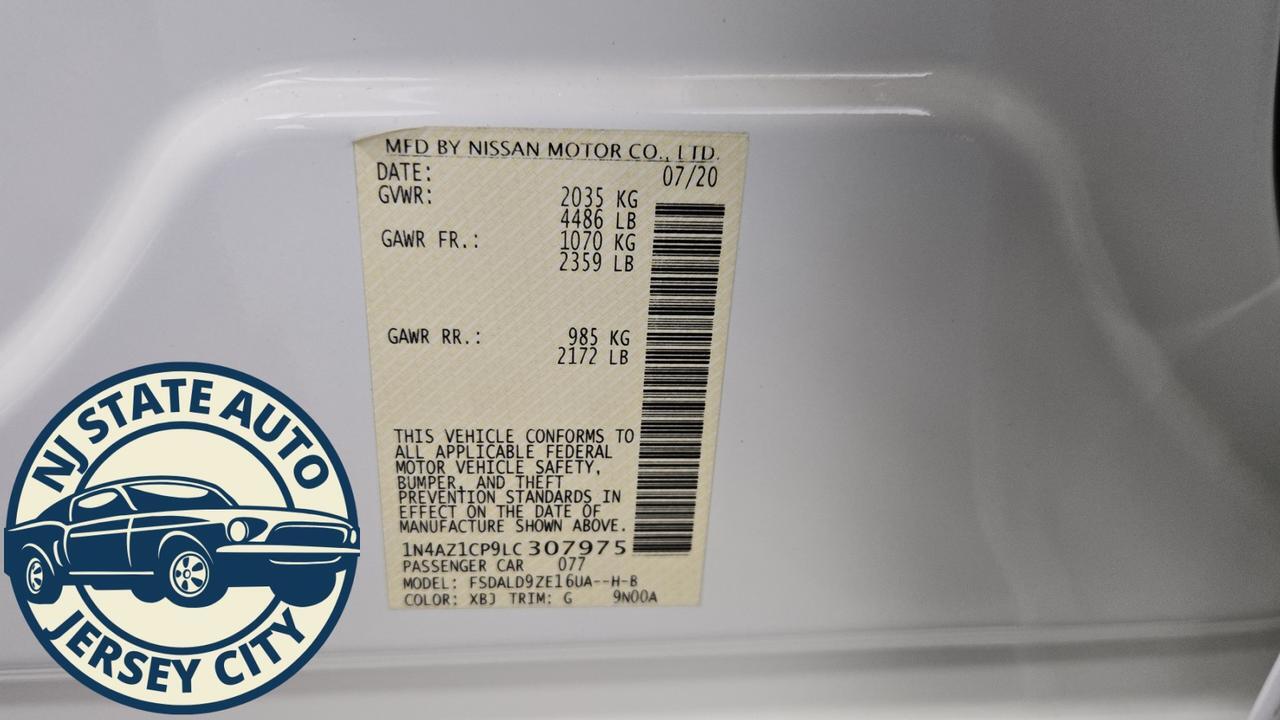 MFD BY NISSAN MOTOR CO., LTD.
DATE: 07/20
GVWR: 2035 KG
4486 LB
GAWR FR.: 1070 KG
2359 LB
GAWR RR.: 985 KG
2172 LB
THIS VEHICLE CONFORMS TO
ALL APPLICABLE FEDERAL
MOTOR VEHICLE SAFETY,
BUMPER, AND THEFT
PREVENTION STANDARDS IN
EFFECT ON THE DATE OF
MANUFACTURE SHOWN ABOVE.
1N4AZ1CP9LC307975
PASSENGER CAR 077
MODEL: FSDALD9ZE16UA--H-B
COLOR: XBJ TRIM: G 9N00A
NJ STATE AUTO
JERSEY CITY